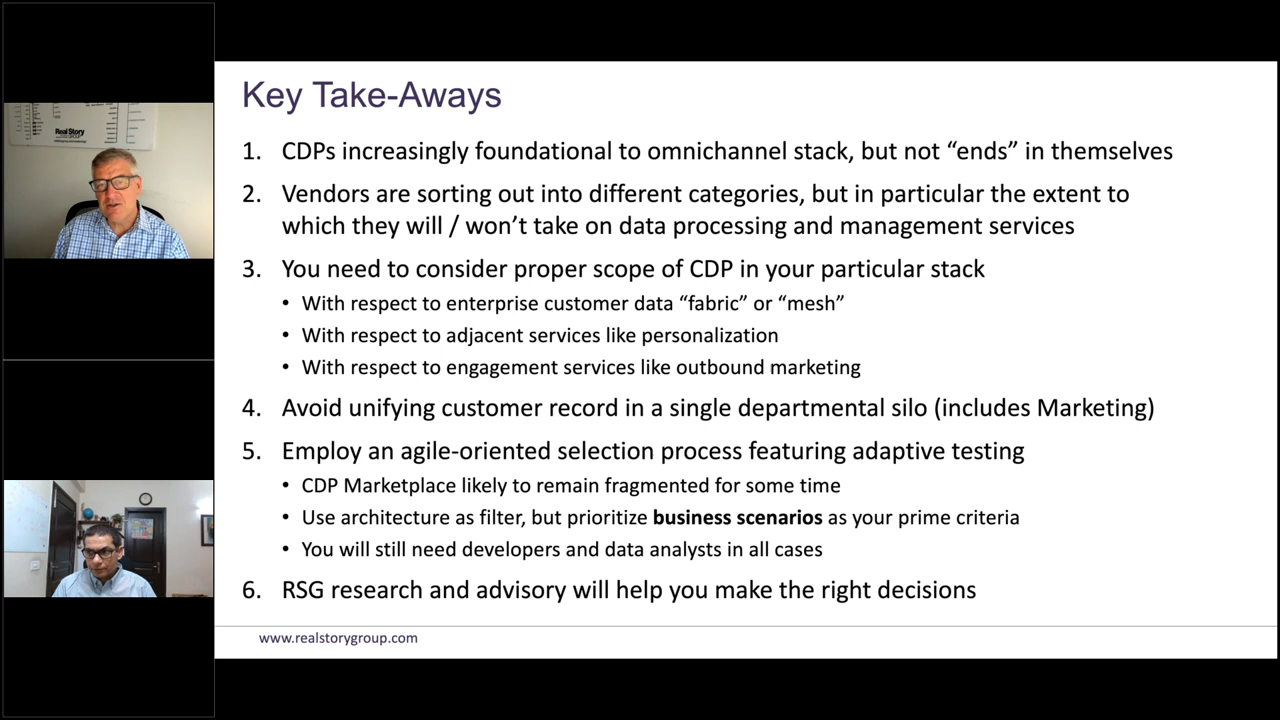 Real Story
GROUP
Key Take-Aways
1. CDPs increasingly foundational to omnichannel stack, but not “ends” in themselves
2. Vendors are sorting out into different categories, but in particular the extent to
which they will / won’t take on data processing and management services
3. You need to consider proper scope of CDP in your particular stack
• With respect to enterprise customer data “fabric” or “mesh”
• With respect to adjacent services like personalization
• With respect to engagement services like outbound marketing
4. Avoid unifying customer record in a single departmental silo (includes Marketing)
5. Employ an agile-oriented selection process featuring adaptive testing
• CDP Marketplace likely to remain fragmented for some time
• Use architecture as filter, but prioritize business scenarios as your prime criteria
• You will still need developers and data analysts in all cases
6. RSG research and advisory will help you make the right decisions
www.realstorygroup.com